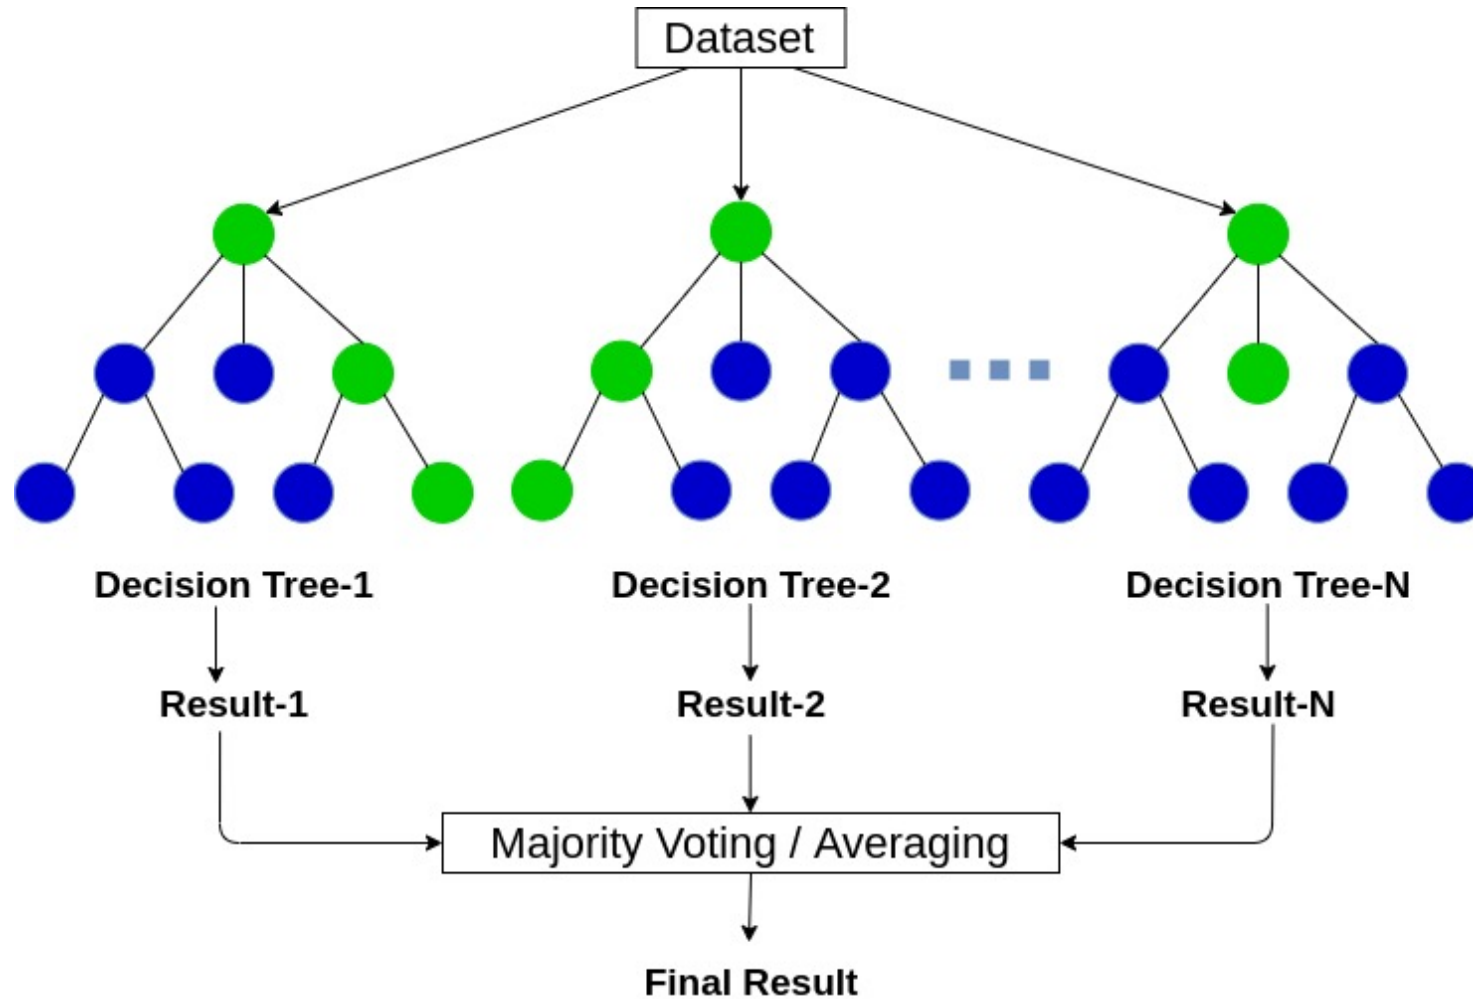 Dataset
Decision Tree-1
Decision Tree-2
Decision Tree-N
Result-1
Result-2
Result-N
Majority Voting / Averaging
Final Result